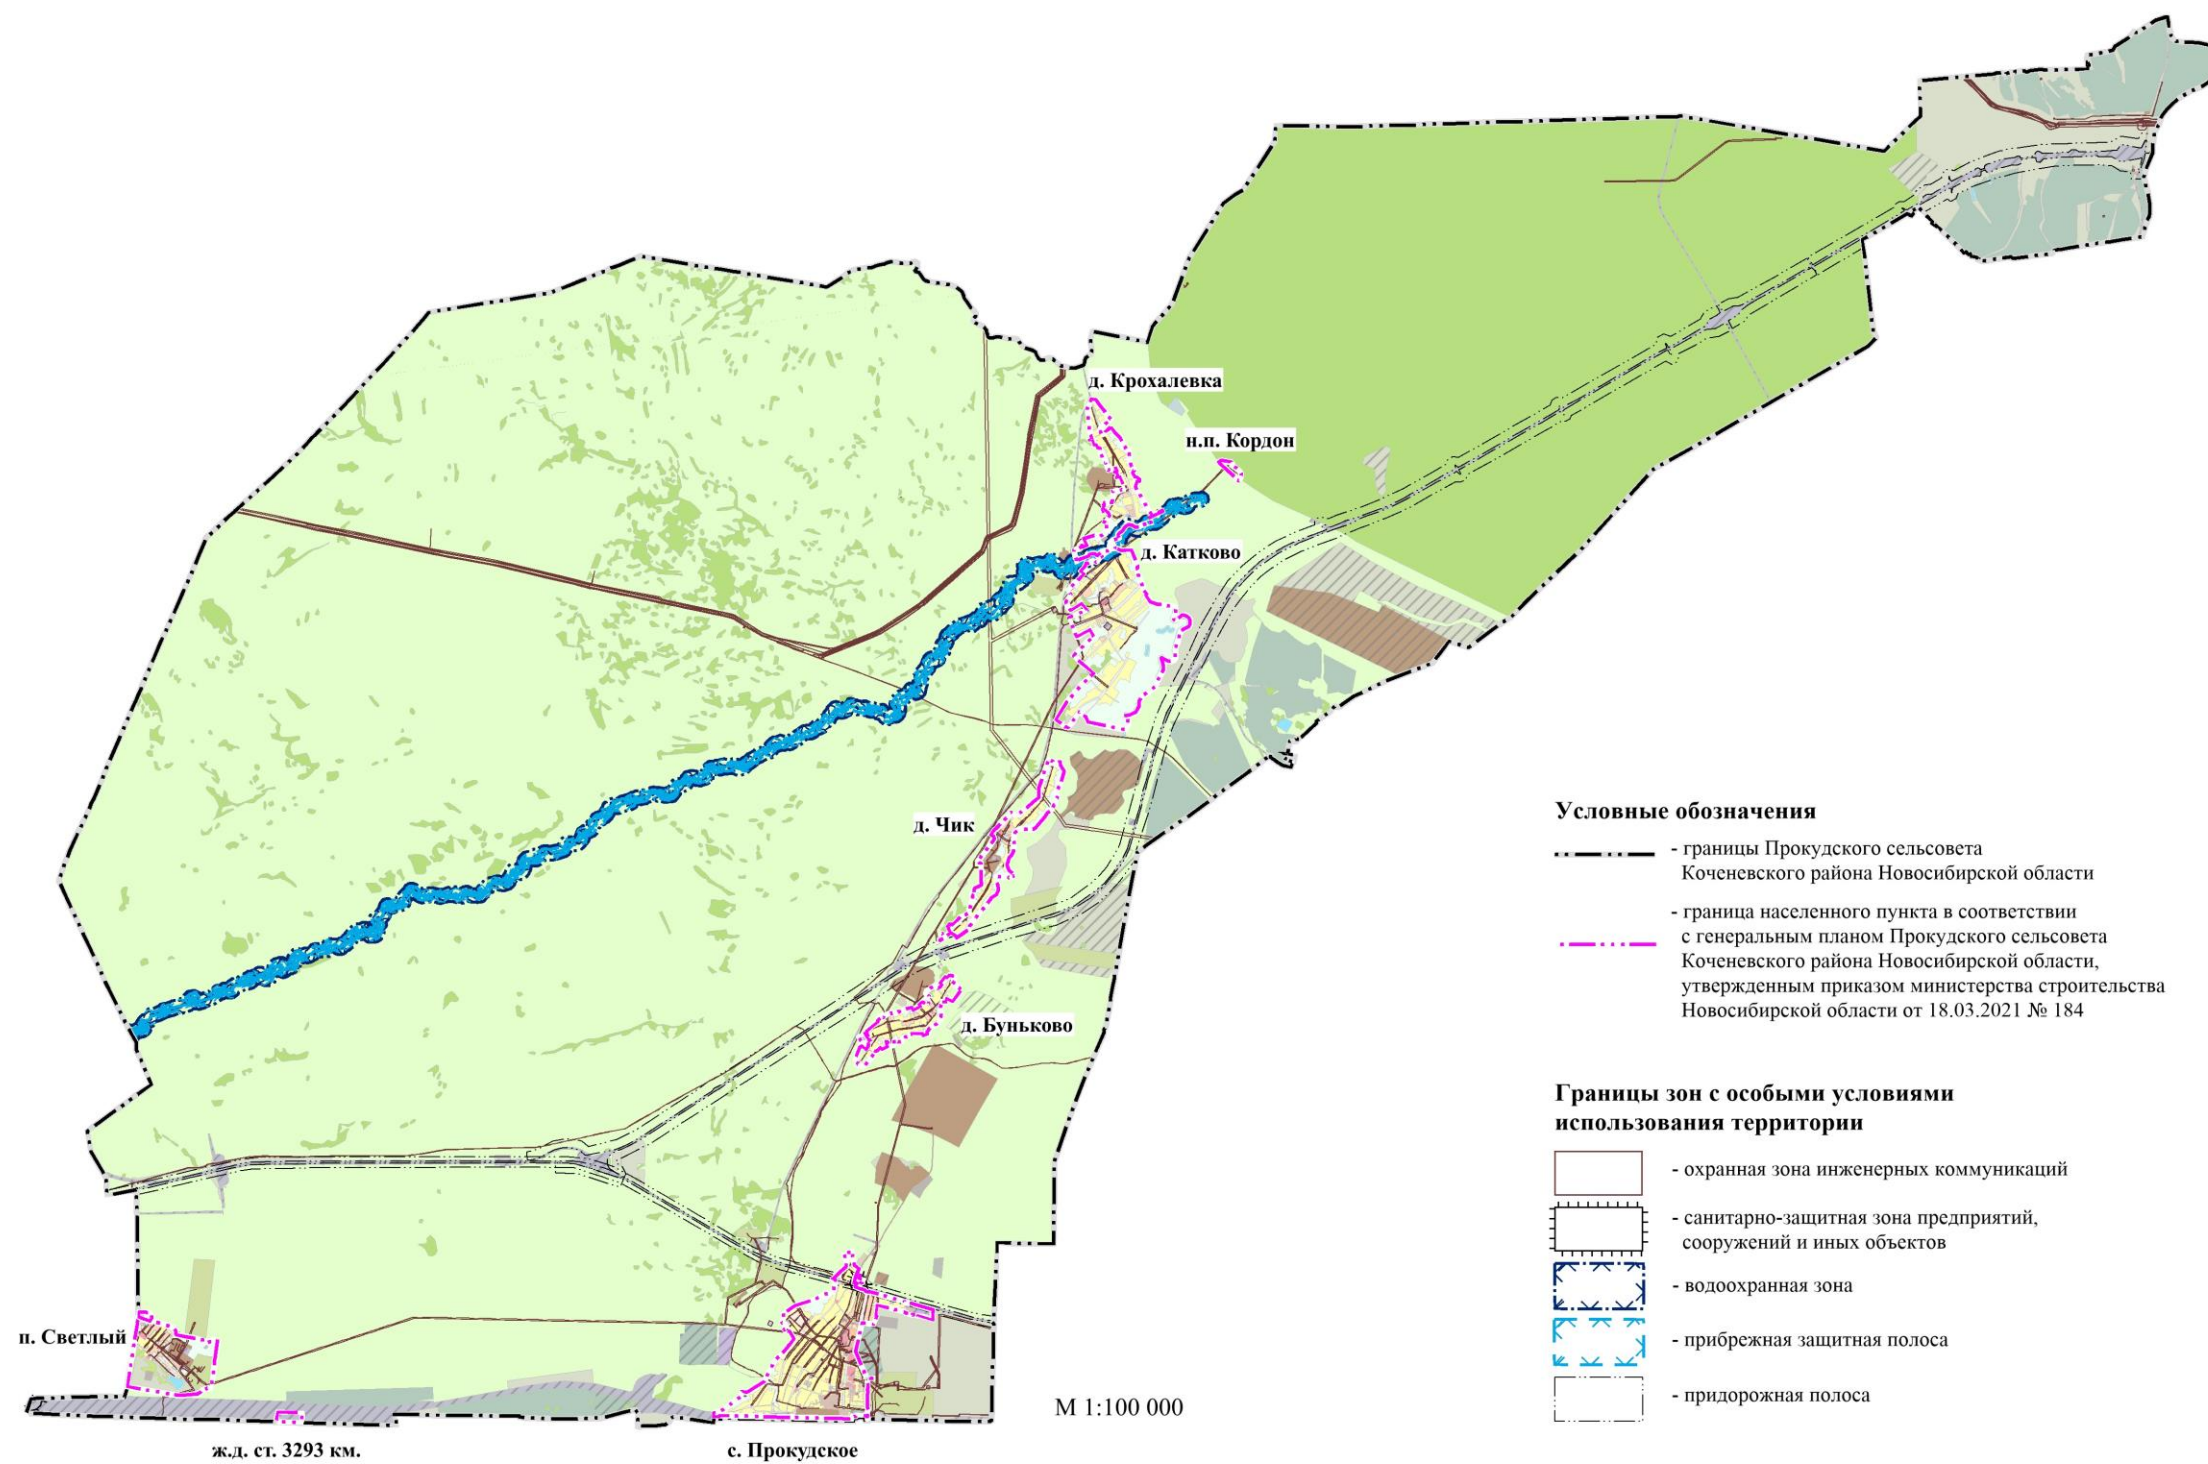 д. Крохалевка
н.п. Кордон
д. Катково
д. Чик
д. Буньково
п. Светлый
ж.д. ст. 3293 км.
с. Прокудское
М 1:100 000
Условные обозначения
- границы Прокудского сельсовета
Коченевского района Новосибирской области
- граница населенного пункта в соответствии
с генеральным планом Прокудского сельсовета
Коченевского района Новосибирской области,
утвержденным приказом министерства строительства
Новосибирской области от 18.03.2021 № 184
Границы зон с особыми условиями
использования территории
- охранная зона инженерных коммуникаций
- санитарно-защитная зона предприятий,
сооружений и иных объектов
- водоохранная зона
- прибрежная защитная полоса
- придорожная полоса